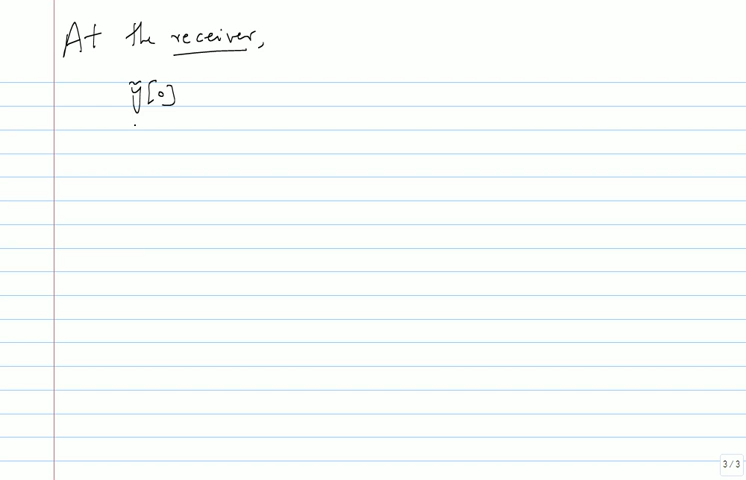 At the receiver,
ỹ[0]
3 / 3